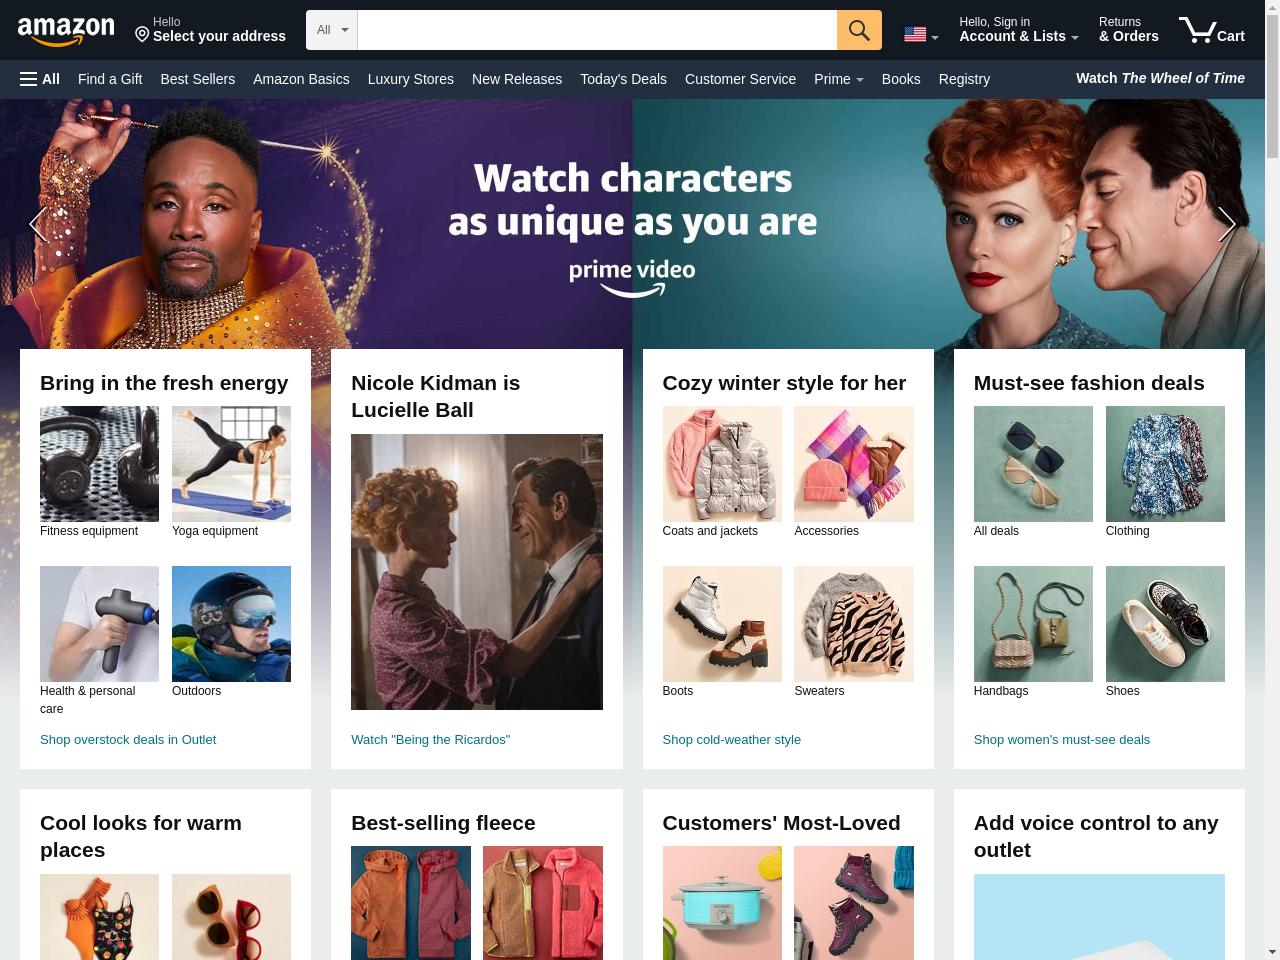 amazon
Hello
Select your address
All
Hello, Sign in
Account & Lists
Returns
& Orders
Cart
All
Find a Gift
Best Sellers
Amazon Basics
Luxury Stores
New Releases
Today's Deals
Customer Service
Prime
Books
Registry
Watch The Wheel of Time
Watch characters
as unique as you are
prime video
Bring in the fresh energy
Fitness equipment
Yoga equipment
Health & personal
care
Outdoors
Shop overstock deals in Outlet
Nicole Kidman is
Lucielle Ball
Watch "Being the Ricardos"
Cozy winter style for her
Coats and jackets
Accessories
Boots
Sweaters
Shop cold-weather style
Must-see fashion deals
All deals
Clothing
Handbags
Shoes
Shop women's must-see deals
Cool looks for warm
places
Best-selling fleece
Customers' Most-Loved
Add voice control to any
outlet